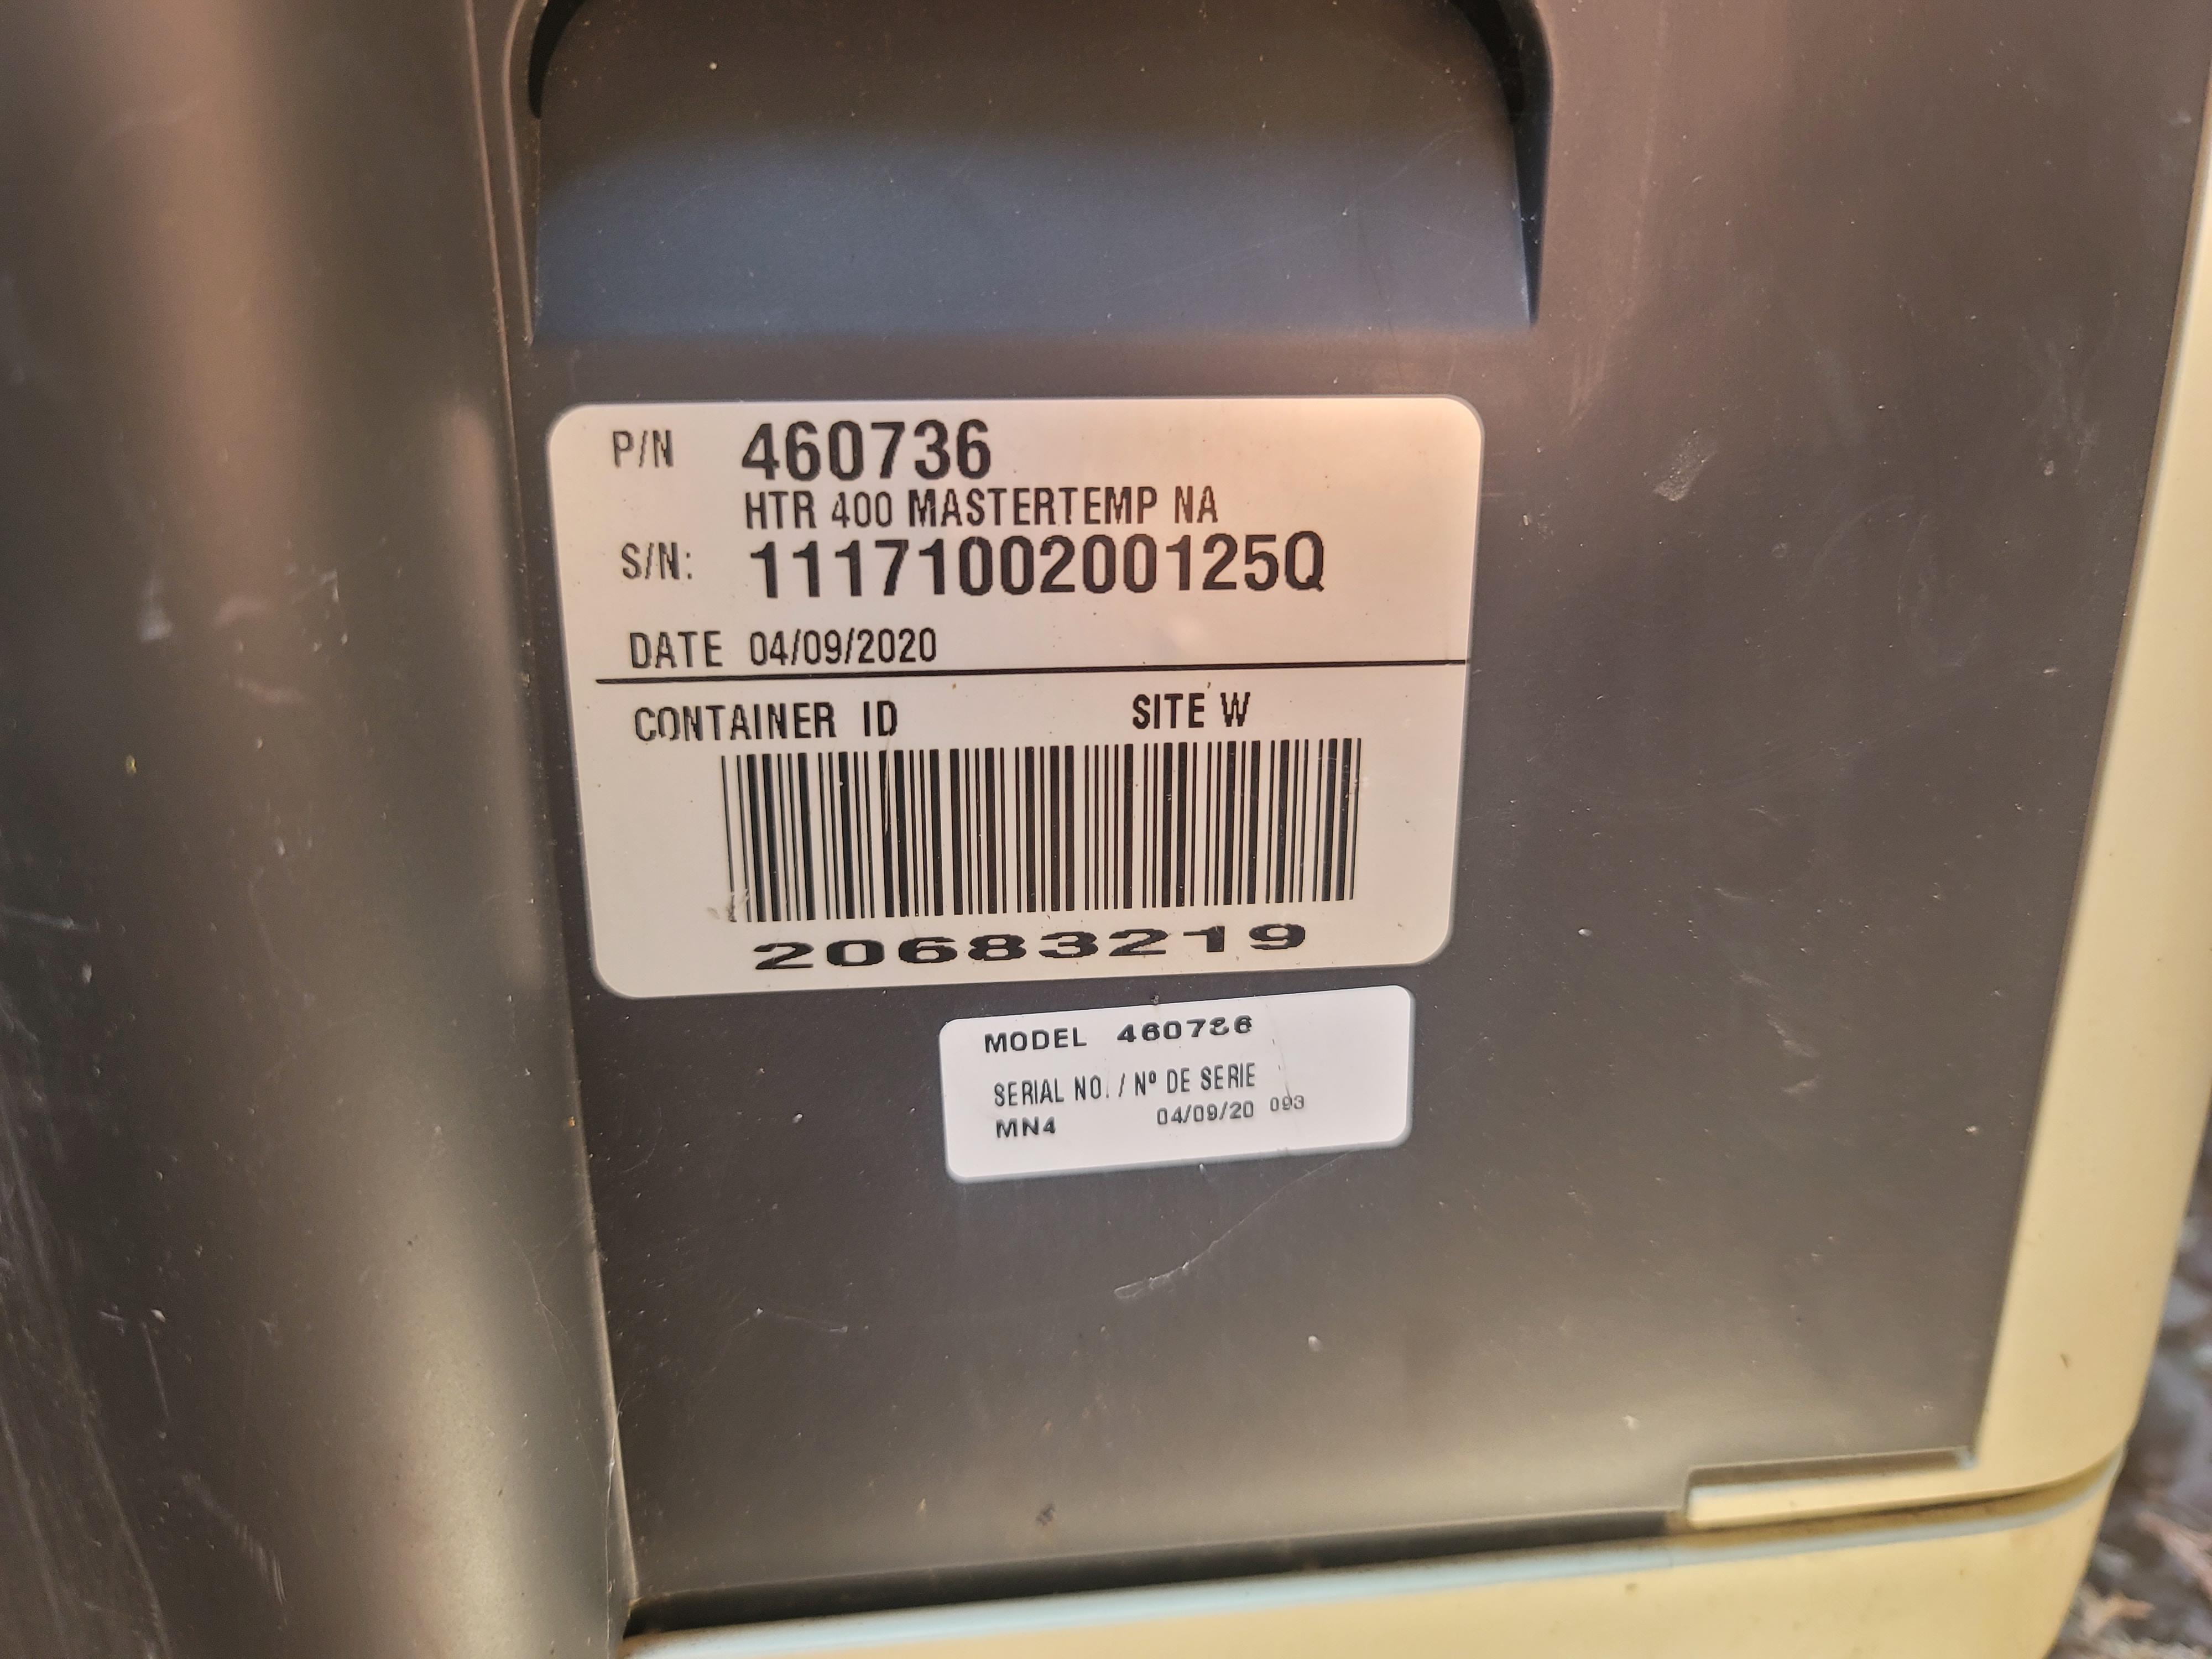 P/N 460736
HTR 400 MASTERTEMP NA
S/N: 1117100200125Q
DATE 04/09/2020
CONTAINER ID SITE W
20683219
MODEL 460736
SERIAL NO. / Nº DE SERIE
MN4 04/09/20 093